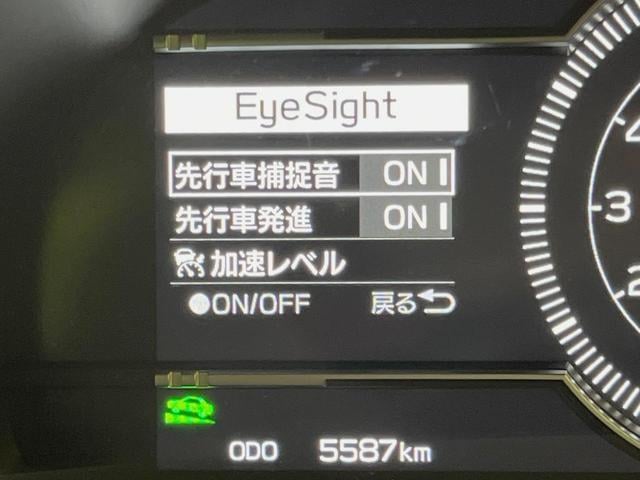 EyeSight
先行車捕捉音 ON
先行車発進 ON
加速レベル
ON/OFF 戻る
3
ODO 5587km